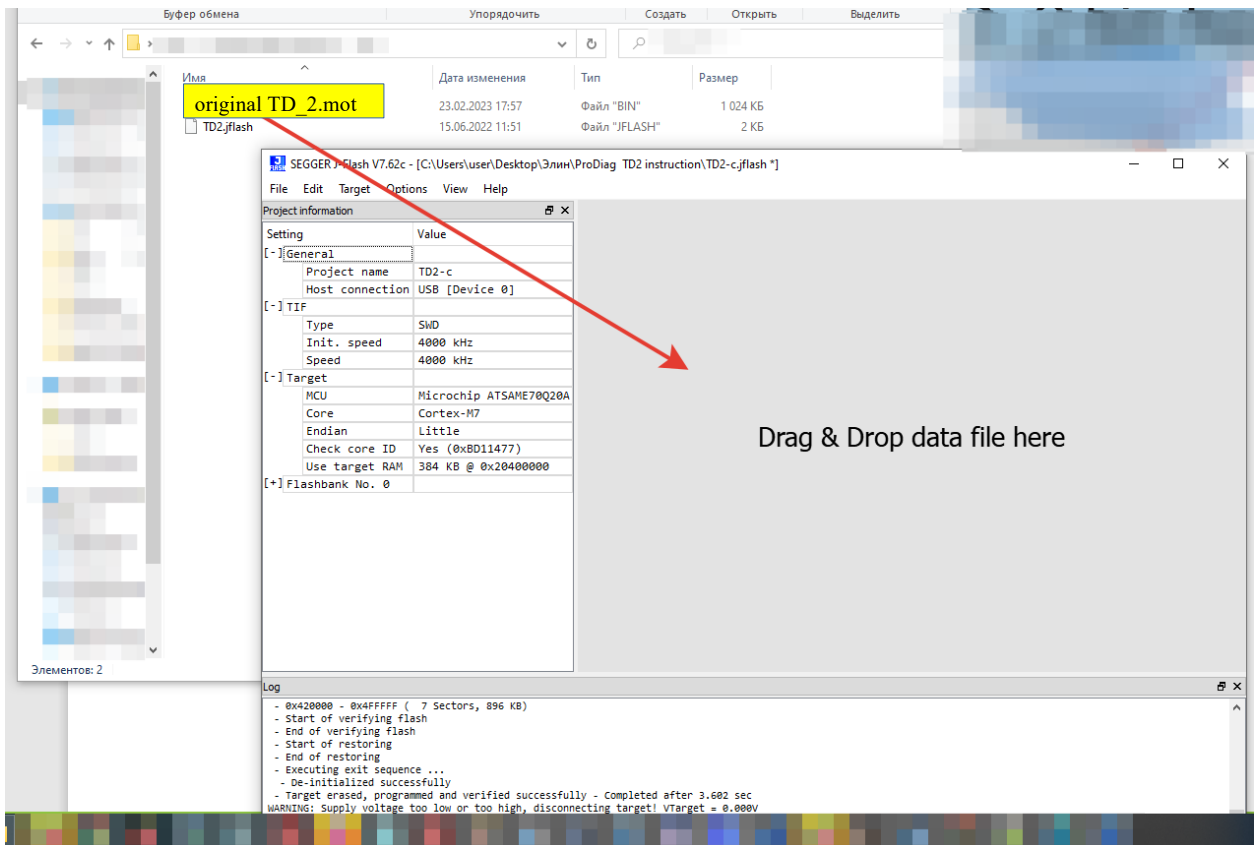 Буфер обмена Упорядочить Создать Открыть Выделить
Имя Дата изменения Тип Размер
original TD_2.mot 23.02.2023 17:57 Файл "BIN" 1 024 КБ
TD2.jflash 15.06.2022 11:51 Файл "JFLASH" 2 КБ
SEGGER J-Flash V7.62c - [C:\Users\user\Desktop\Элин\ProDiag TD2 instruction\TD2-c.jflash *]
File Edit Target Options View Help
Project information
Setting Value
[-] General
Project name TD2-c
Host connection USB [Device 0]
[-] TIF
Type SWD
Init. speed 4000 kHz
Speed 4000 kHz
[-] Target
MCU Microchip ATSAME70Q20A
Core Cortex-M7
Endian Little
Check core ID Yes (0xBD11477)
Use target RAM 384 KB @ 0x20400000
[+] Flashbank No. 0
Drag & Drop data file here
Элементов: 2
Log
- 0x420000 - 0x4FFFFF ( 7 Sectors, 896 KB)
- Start of verifying flash
- End of verifying flash
- Start of restoring
- End of restoring
- Executing exit sequence ...
- De-initialized successfully
- Target erased, programmed and verified successfully - Completed after 3.602 sec
WARNING: Supply voltage too low or too high, disconnecting target! VTarget = 0.000V